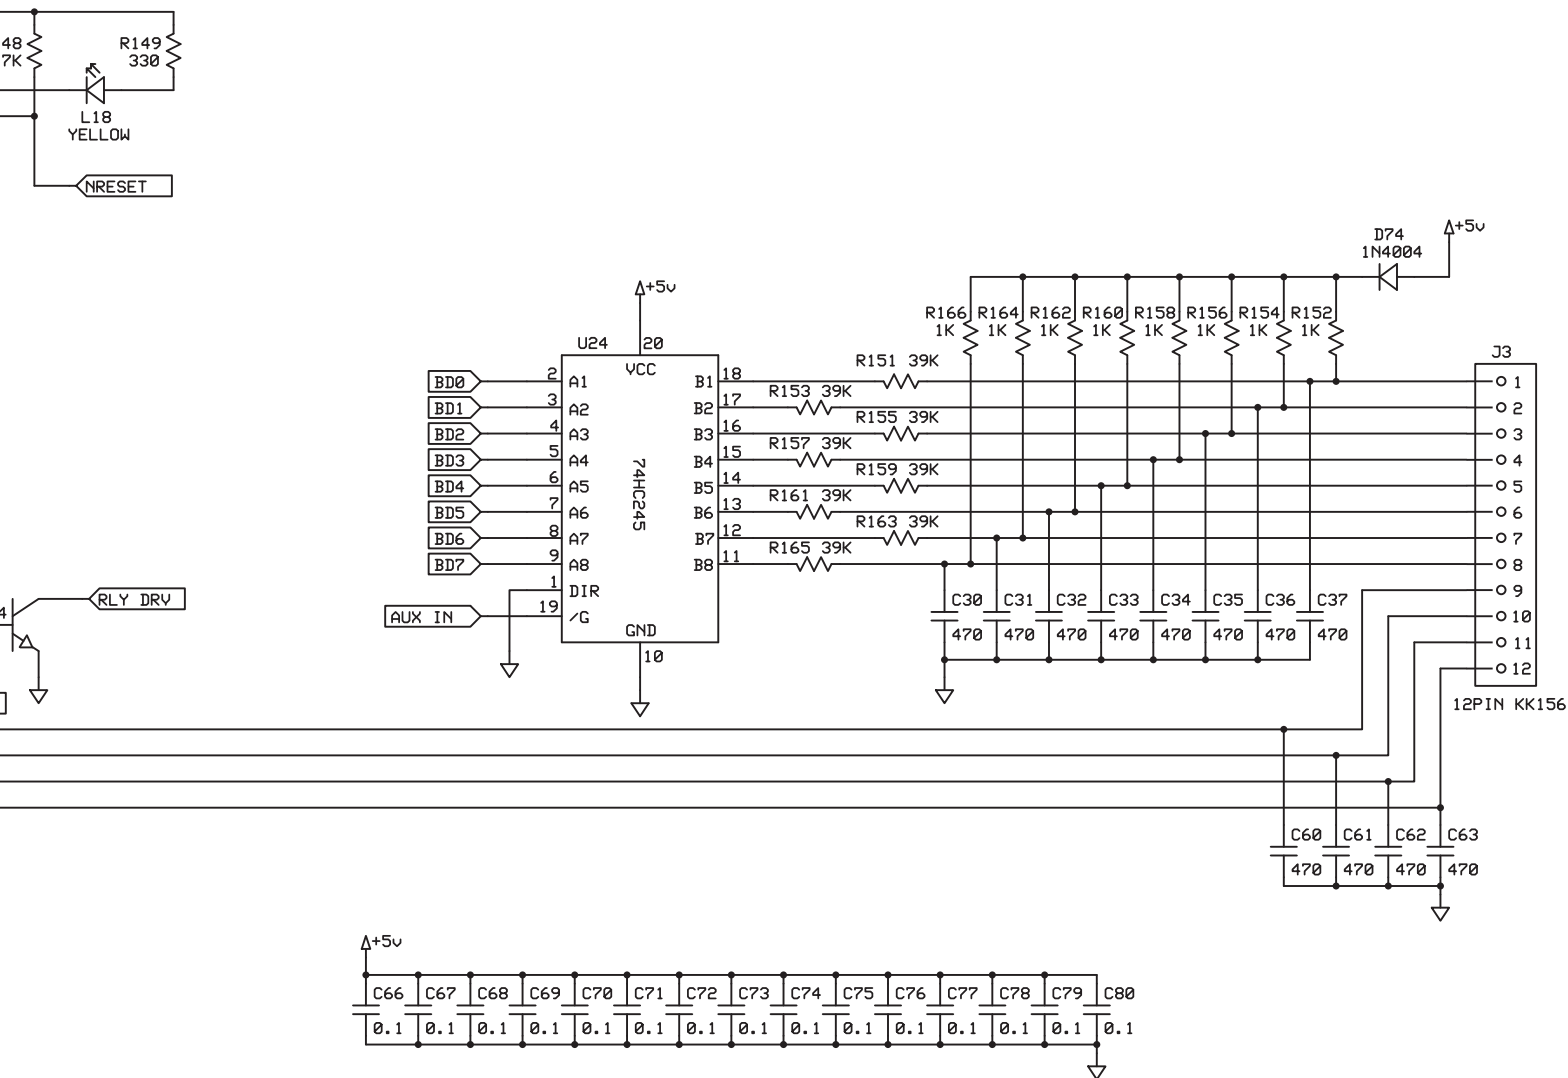 48
7K
R149
330
L18
YELLOW
NRESET
D74
1N4004
+5v
+5v
U24
20
VCC
R166 R164 R162 R160 R158 R156 R154 R152
1K 1K 1K 1K 1K 1K 1K 1K
J3
BD0 2 A1 B1 18 R151 39K 1
BD1 3 A2 B2 17 R153 39K 2
BD2 4 A3 B3 16 R155 39K 3
BD3 5 A4 B4 15 R157 39K 4
BD4 6 A5 B5 14 R159 39K 5
BD5 7 A6 B6 13 R161 39K 6
BD6 8 A7 B7 12 R163 39K 7
BD7 9 A8 B8 11 R165 39K 8
74HC245
1 DIR 9
AUX IN 19 /G 10
GND 11
10 12
RLY DRV
4
C30 C31 C32 C33 C34 C35 C36 C37
470 470 470 470 470 470 470 470
12PIN KK156
C60 C61 C62 C63
470 470 470 470
+5v
C66 C67 C68 C69 C70 C71 C72 C73 C74 C75 C76 C77 C78 C79 C80
0.1 0.1 0.1 0.1 0.1 0.1 0.1 0.1 0.1 0.1 0.1 0.1 0.1 0.1 0.1